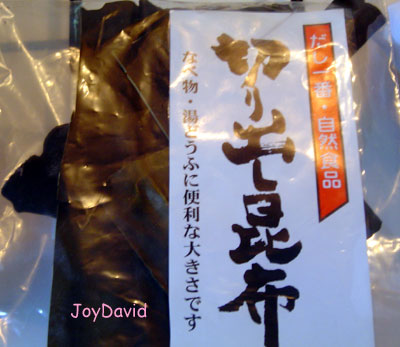 だし一番・自然食品
切り出し昆布
なべ物・湯どうふに便利な大きさです
JoyDavid